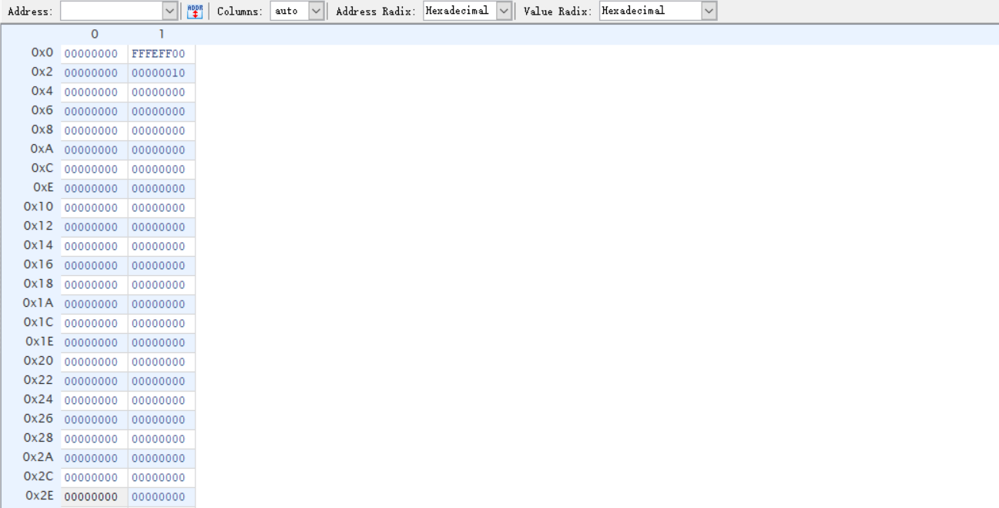 Address: ADDR Columns: auto Address Radix: Hexadecimal Value Radix: Hexadecimal
0 1
0x0 00000000 FFFEFF00
0x2 00000000 00000010
0x4 00000000 00000000
0x6 00000000 00000000
0x8 00000000 00000000
0xA 00000000 00000000
0xC 00000000 00000000
0xE 00000000 00000000
0x10 00000000 00000000
0x12 00000000 00000000
0x14 00000000 00000000
0x16 00000000 00000000
0x18 00000000 00000000
0x1A 00000000 00000000
0x1C 00000000 00000000
0x1E 00000000 00000000
0x20 00000000 00000000
0x22 00000000 00000000
0x24 00000000 00000000
0x26 00000000 00000000
0x28 00000000 00000000
0x2A 00000000 00000000
0x2C 00000000 00000000
0x2E 00000000 00000000